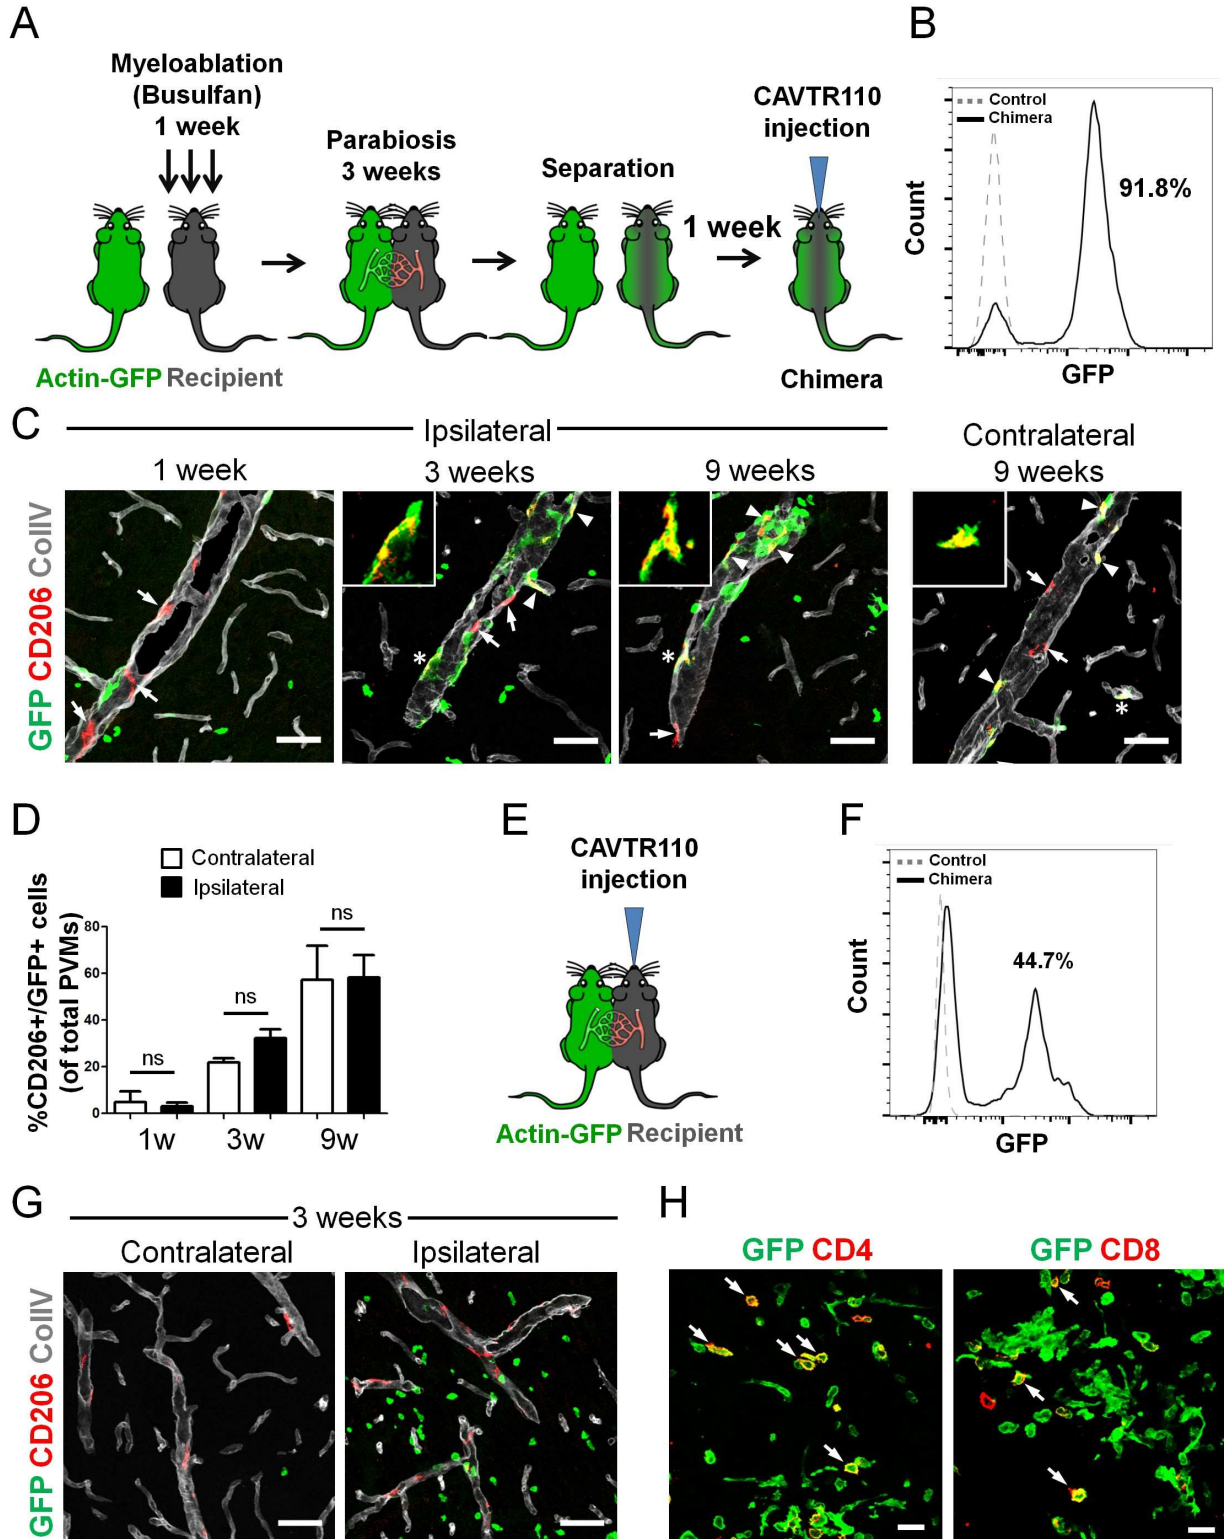 A
Myeloablation
(Busulfan)
1 week
Parabiosis
3 weeks
Separation
1 week
CAVTR110
injection
Actin-GFP Recipient
Chimera
B
Control
Chimera
91.8%
Count
GFP
C
Ipsilateral
Contralateral
1 week
3 weeks
9 weeks
9 weeks
GFP CD206 ColIV
*
*
*
D
Contralateral
Ipsilateral
%CD206+/GFP+ cells
(of total PVMs)
80
60
40
20
0
ns
ns
ns
1w
3w
9w
E
CAVTR110
injection
Actin-GFP Recipient
F
Control
Chimera
44.7%
Count
GFP
G
3 weeks
Contralateral
Ipsilateral
GFP CD206 ColIV
H
GFP CD4
GFP CD8